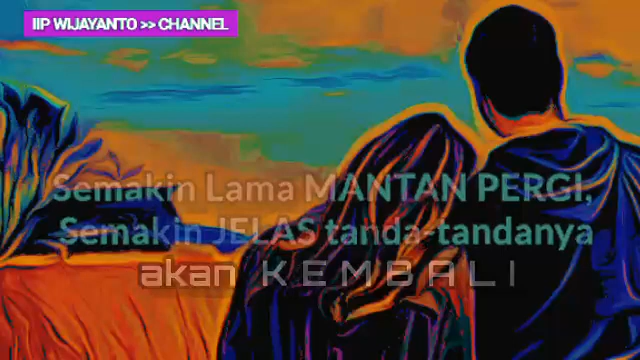 IIP WIJAYANTO >> CHANNEL
Semakin Lama MANTAN PERGI,
Semakin JELAS tanda-tandanya
akan KEMBALI